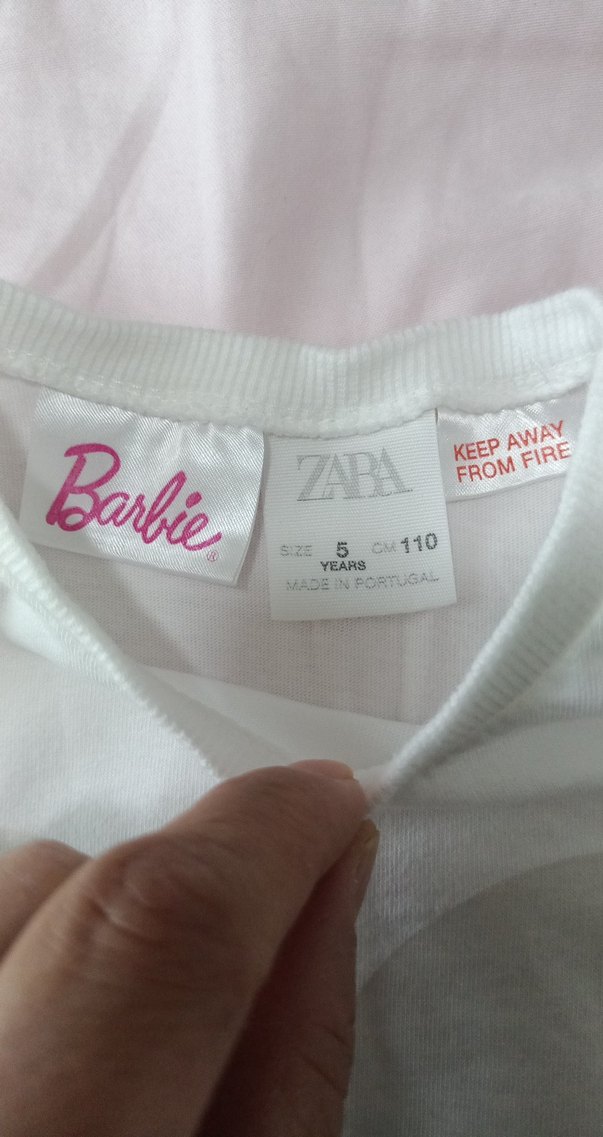 Barbie®
ZARA
SIZE 5 CM 110
YEARS
MADE IN PORTUGAL
KEEP AWAY
FROM FIRE